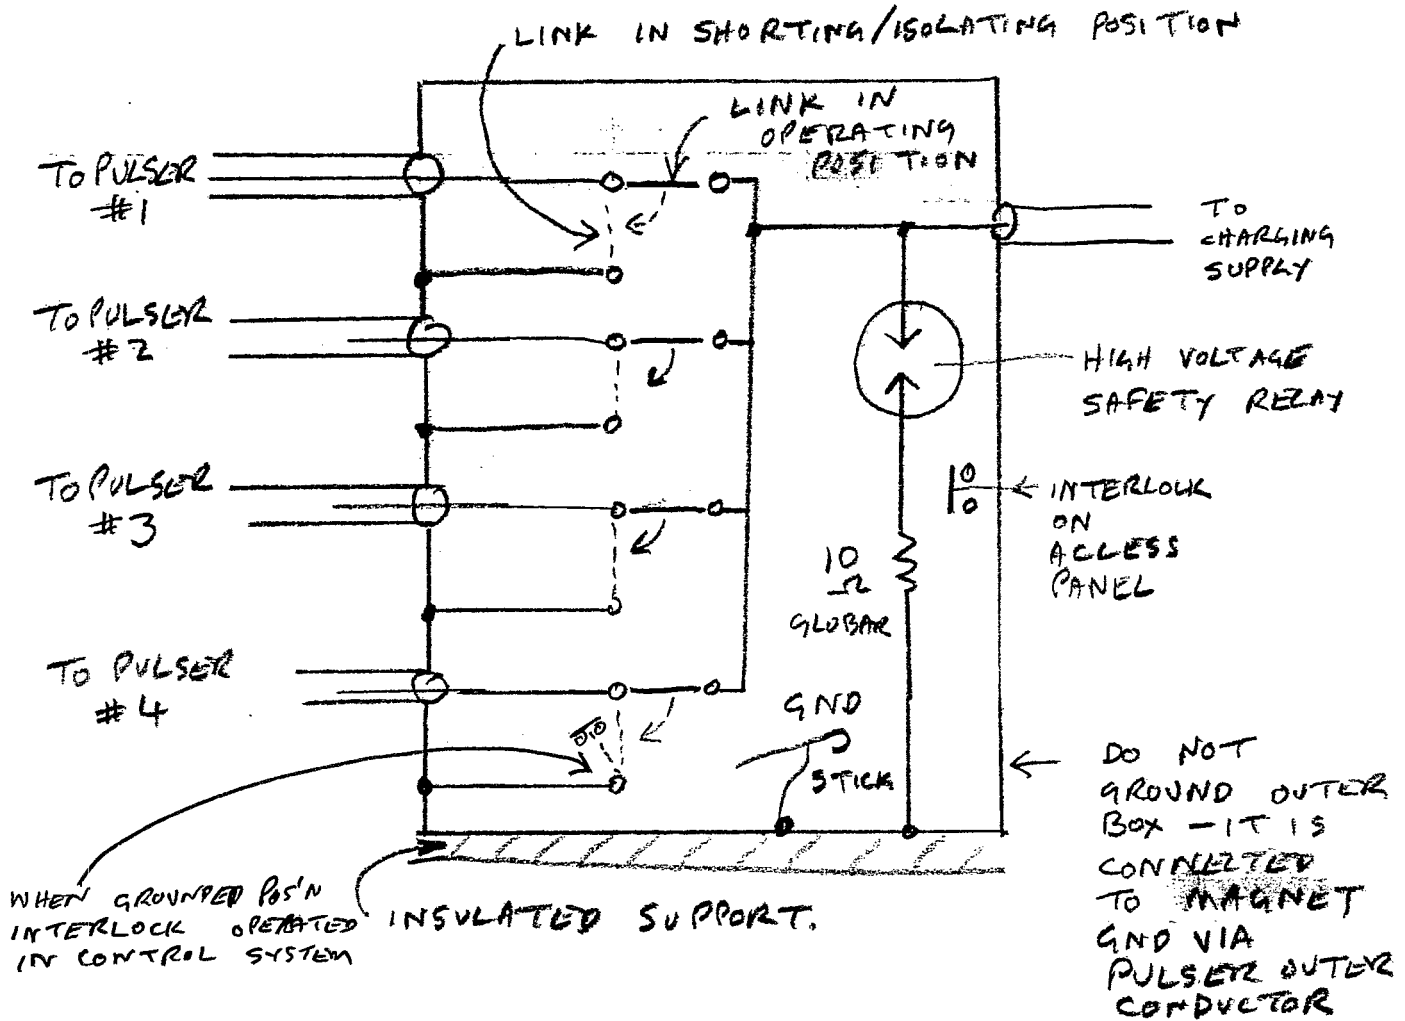 LINK IN SHORTING/ISOLATING POSITION
LINK IN
OPERATING
POSITION
TO PULSER
#1
TO
CHARGING
SUPPLY
TO PULSER
#2
HIGH VOLTAGE
SAFETY RELAY
TO PULSER
#3
INTERLOCK
ON
ACCESS
PANEL
10
Ω
GLOBAR
TO PULSER
#4
GND
STICK
DO NOT
GROUND OUTER
BOX - IT IS
CONNECTED
TO MAGNET
GND VIA
PULSER OUTER
CONDUCTOR
WHEN GROUNDED POS'N
INTERLOCK OPERATED
IN CONTROL SYSTEM
INSULATED SUPPORT.